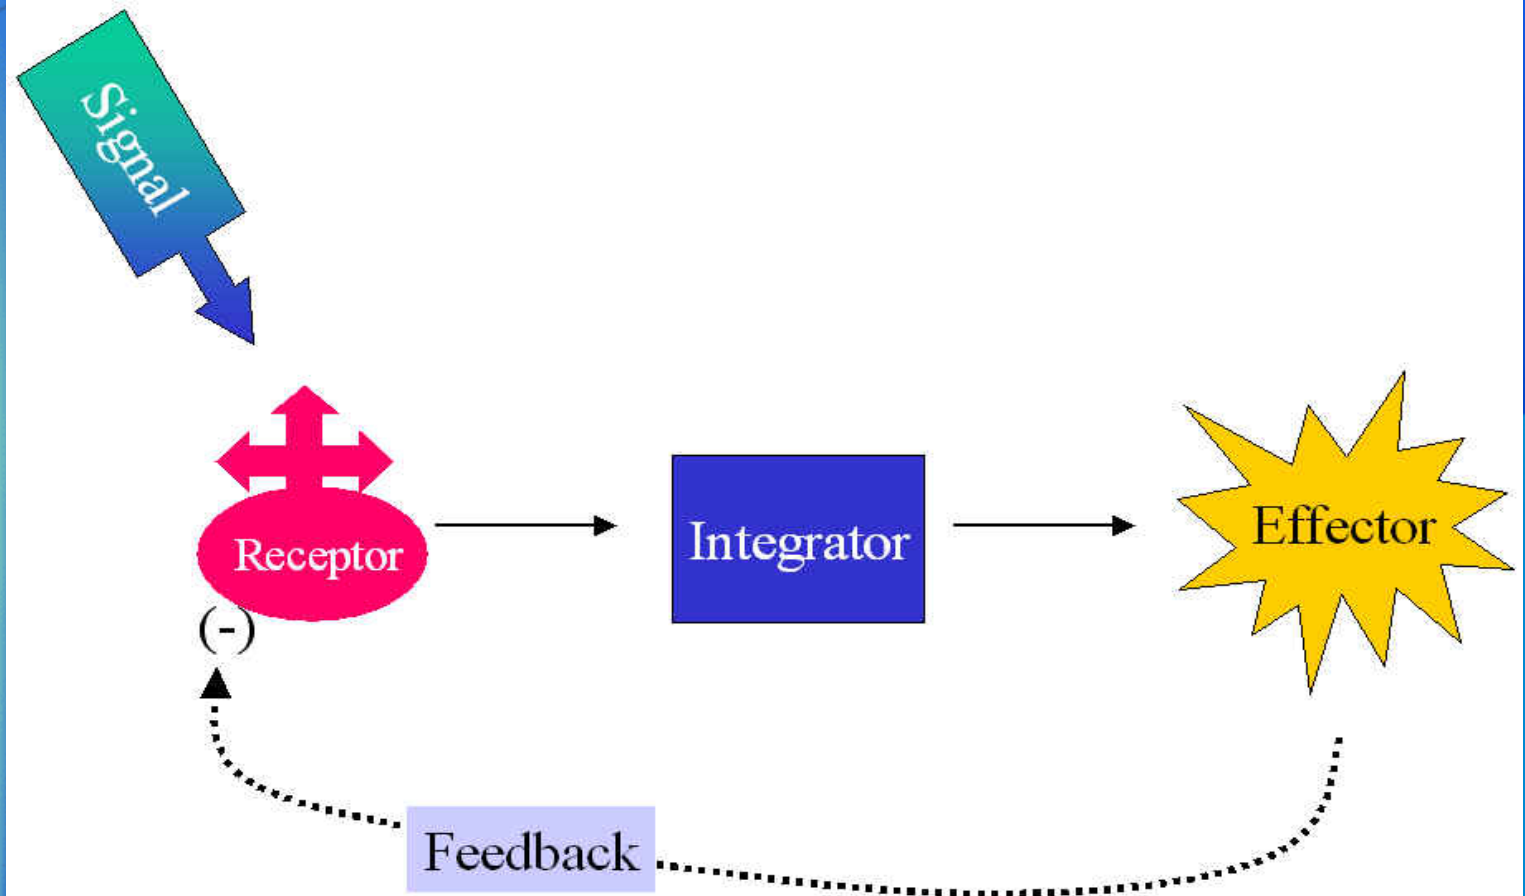 Signal
Receptor
Integrator
Effector
(-)
Feedback